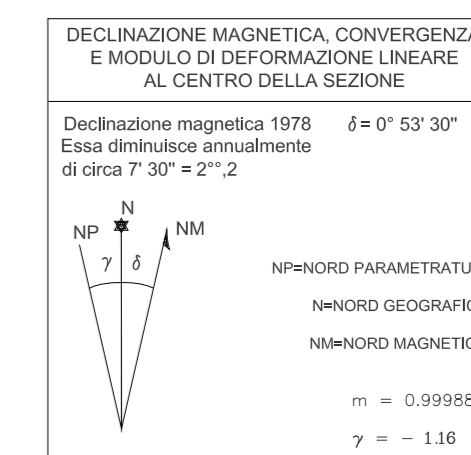 DECLINAZIONE MAGNETICA, CONVERGENZA
E MODULO DI DEFORMAZIONE LINEARE
AL CENTRO DELLA SEZIONE
Declinazione magnetica 1978 δ = 0° 53' 30"
Essa diminuisce annualmente
di circa 7' 30" = 2°°,2
N
NP NM
γ δ
NP=NORD PARAMETRATU
N=NORD GEOGRAFIC
NM=NORD MAGNETIC
m = 0.99988
γ = - 1.16